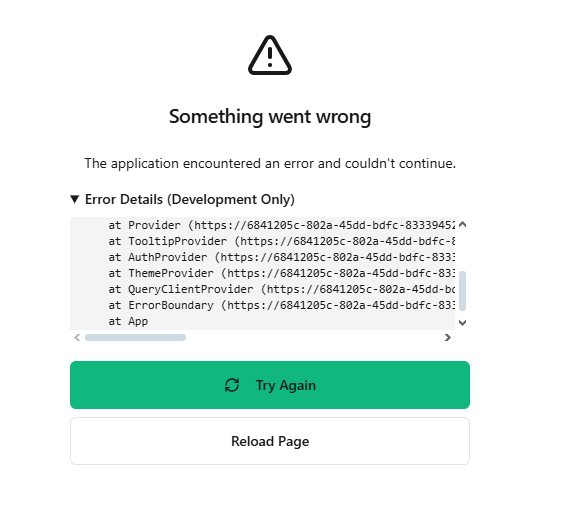 Something went wrong
The application encountered an error and couldn't continue.
▼ Error Details (Development Only)
at Provider (https://6841205c-802a-45dd-bdfc-83339452
at TooltipProvider (https://6841205c-802a-45dd-bdfc-8
at AuthProvider (https://6841205c-802a-45dd-bdfc-833
at ThemeProvider (https://6841205c-802a-45dd-bdfc-833
at QueryClientProvider (https://6841205c-802a-45dd-bd
at ErrorBoundary (https://6841205c-802a-45dd-bdfc-833
at App
Try Again
Reload Page